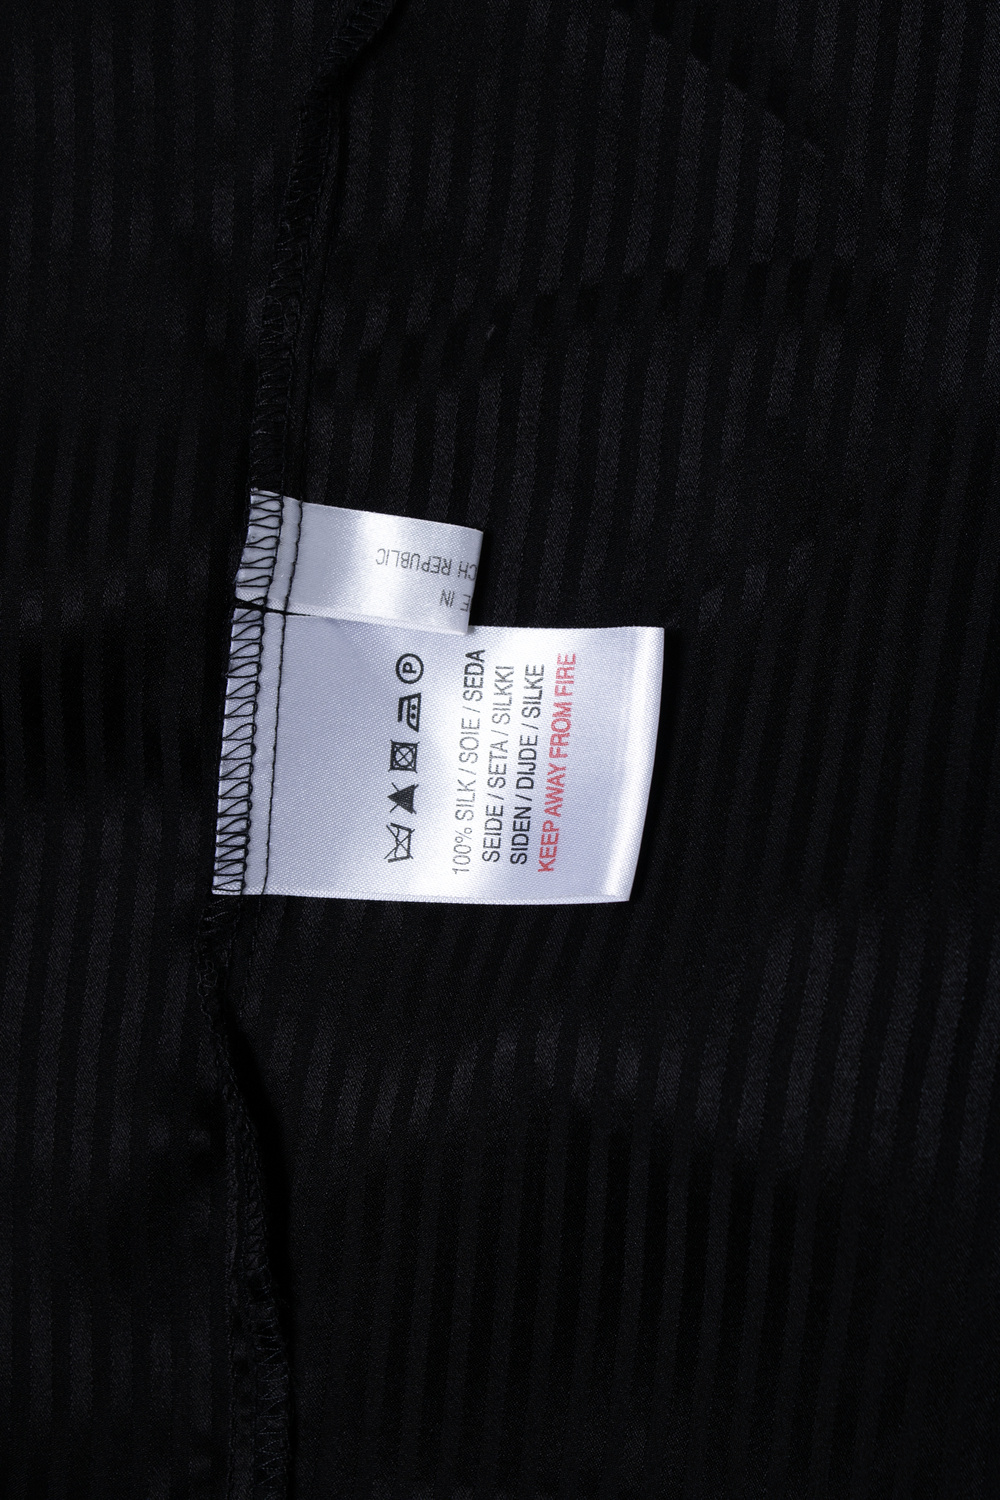 E IN
CH REPUBLIC
P
100% SILK / SOIE / SEDA
SEIDE / SETA / SILKKI
SIDEN / DIJDE / SILKE
KEEP AWAY FROM FIRE